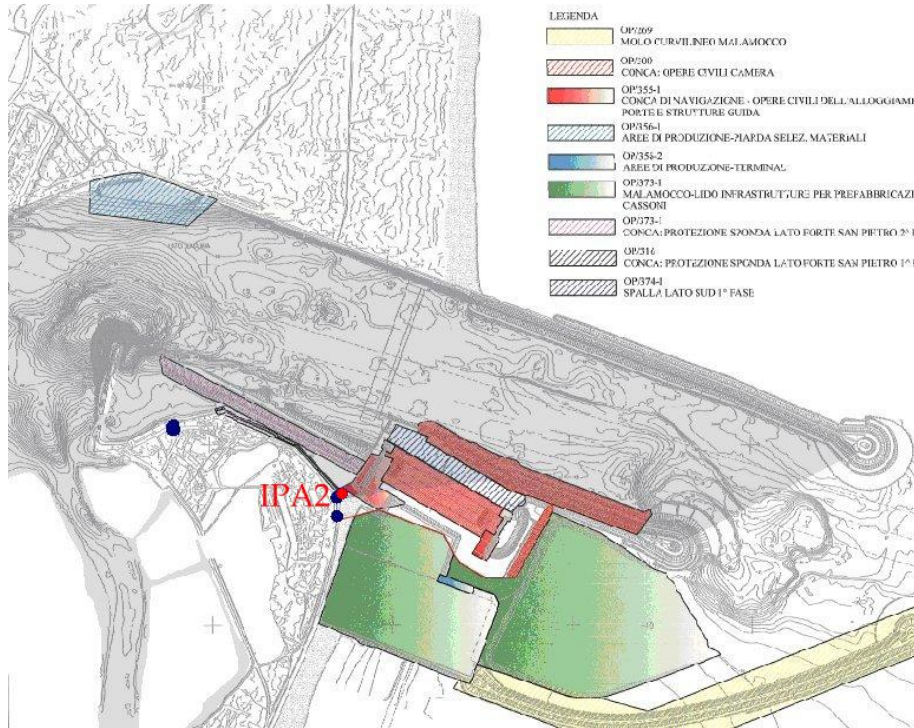 LEGENDA
OP/269
MOLO CURVILINEO MALAMOCCO
OP/200
CONCA: OPERE CIVILI CAMERA
OP/355-1
CONCA DI NAVIGAZIONE - OPERE CIVILI DELL'ALLOGGIAM
PORTE E STRUTTURE GUIDA
OP/356-1
AREE DI PRODUZIONE-PIARDA SELEZ. MATERIALI
OP/356-2
AREE DI PRODUZIONE-TERMINAL
OP/373-1
MALAMOCCO-LIDO INFRASTRUTTURE PER PREFABBRICAZI
CASSONI
OP/373-1
CONCA: PROTEZIONE SPONDA LATO FORTE SAN PIETRO 2^
OP/316
CONCA: PROTEZIONE SPONDA LATO FORTE SAN PIETRO 1^
OP/374-1
SPALLA LATO SUD 1^ FASE
LATO LAGUNA
IPA2